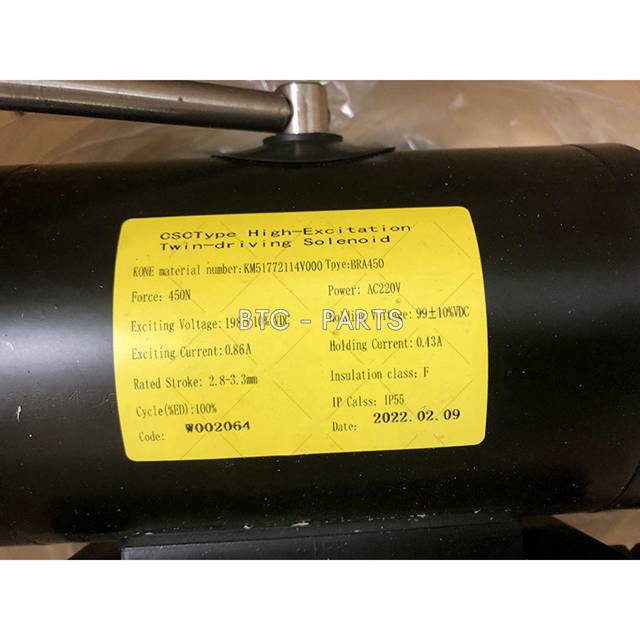 CSCType High-Excitation
Twin-driving Solenoid
KONE material number:KM51772114V000 Tpye:BRA450
Force: 450N Power: AC220V
Exciting Voltage: 99±10%VDC
Exciting Current: 0.86A Holding Current: 0.43A
Rated Stroke: 2.8-3.3mm Insulation class: F
Cycle(%ED):100% IP Calss: IP55
Code: W002064 Date: 2022.02.09
BTC - PARTS